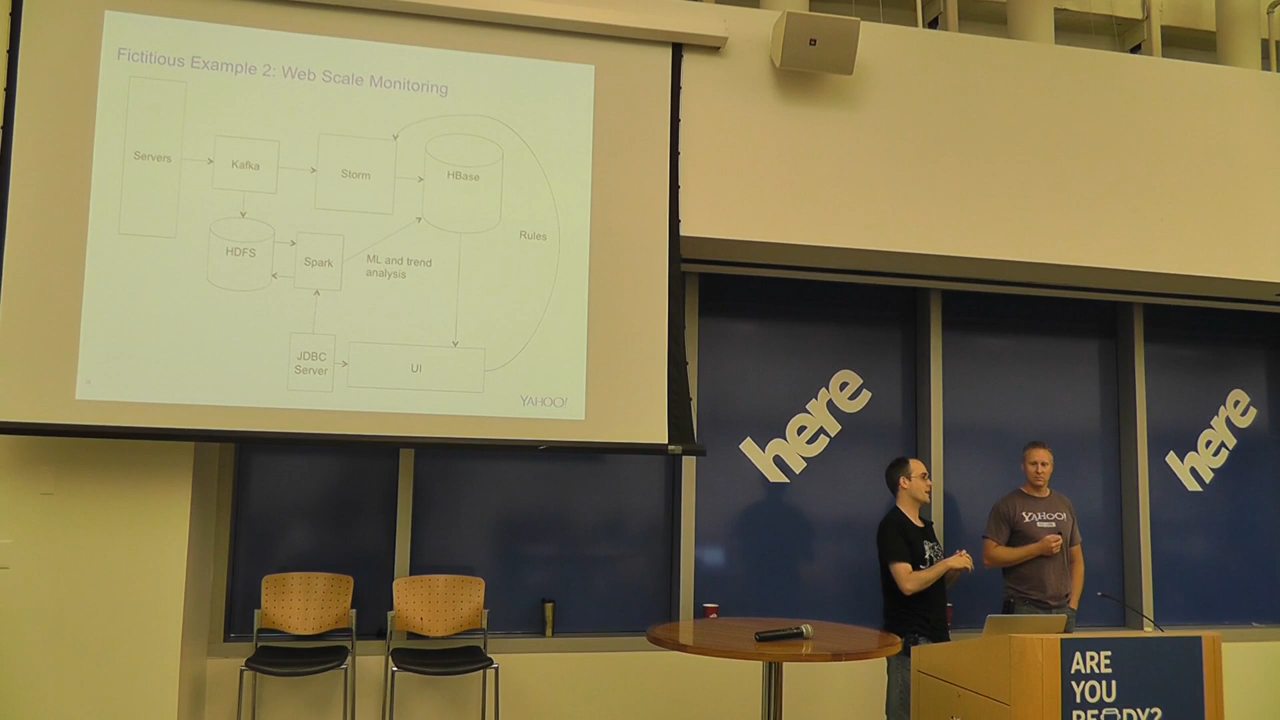 Fictitious Example 2: Web Scale Monitoring
Servers
Kafka
Storm
HBase
Rules
HDFS
Spark
ML and trend
analysis
JDBC
Server
UI
YAHOO!
here
here
YAHOO!
ARE
YOU
READY?